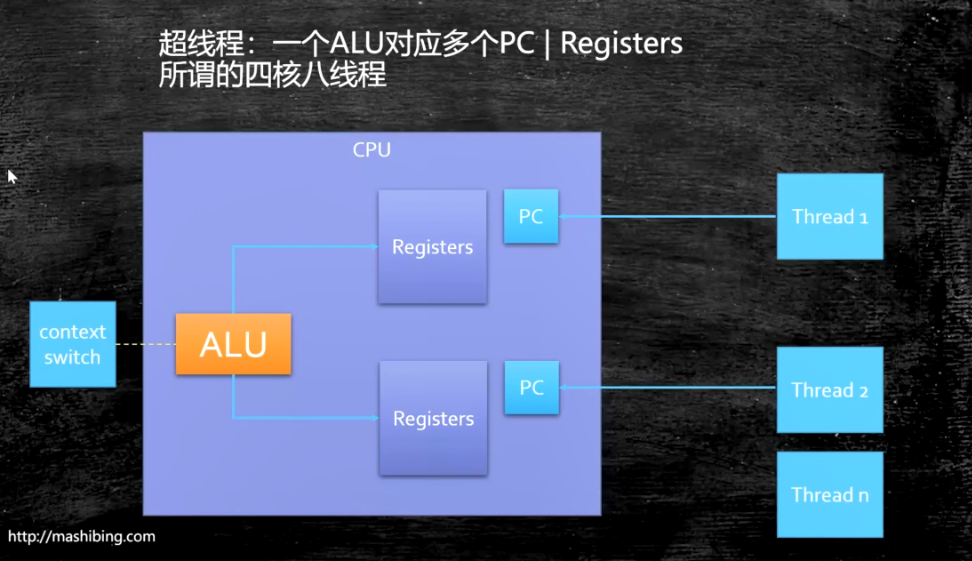 超线程：一个ALU对应多个PC | Registers
所谓的四核八线程
CPU
Registers
PC
Thread 1
context
switch
ALU
Registers
PC
Thread 2
Thread n
http://mashibing.com